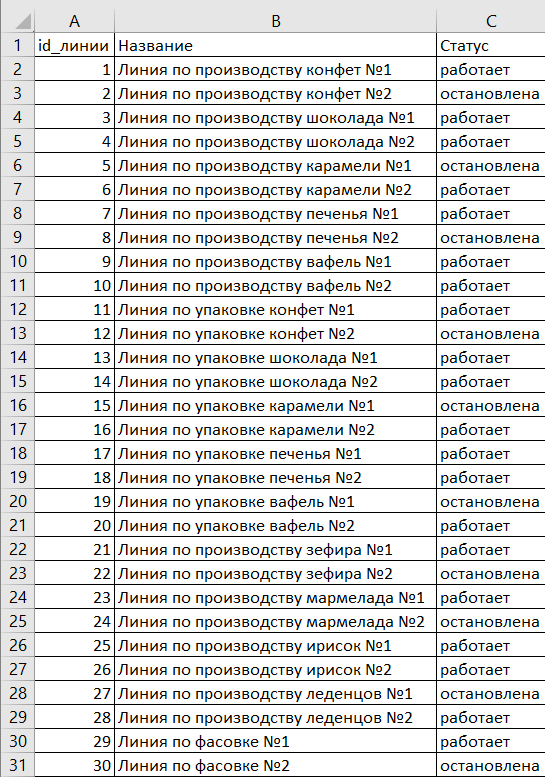 A B C
1 id_линии Название Статус
2 1 Линия по производству конфет №1 работает
3 2 Линия по производству конфет №2 остановлена
4 3 Линия по производству шоколада №1 работает
5 4 Линия по производству шоколада №2 работает
6 5 Линия по производству карамели №1 остановлена
7 6 Линия по производству карамели №2 работает
8 7 Линия по производству печенья №1 работает
9 8 Линия по производству печенья №2 остановлена
10 9 Линия по производству вафель №1 работает
11 10 Линия по производству вафель №2 работает
12 11 Линия по упаковке конфет №1 работает
13 12 Линия по упаковке конфет №2 остановлена
14 13 Линия по упаковке шоколада №1 работает
15 14 Линия по упаковке шоколада №2 работает
16 15 Линия по упаковке карамели №1 остановлена
17 16 Линия по упаковке карамели №2 работает
18 17 Линия по упаковке печенья №1 работает
19 18 Линия по упаковке печенья №2 работает
20 19 Линия по упаковке вафель №1 остановлена
21 20 Линия по упаковке вафель №2 работает
22 21 Линия по производству зефира №1 работает
23 22 Линия по производству зефира №2 остановлена
24 23 Линия по производству мармелада №1 работает
25 24 Линия по производству мармелада №2 остановлена
26 25 Линия по производству ирисок №1 работает
27 26 Линия по производству ирисок №2 работает
28 27 Линия по производству леденцов №1 остановлена
29 28 Линия по производству леденцов №2 работает
30 29 Линия по фасовке №1 работает
31 30 Линия по фасовке №2 остановлена